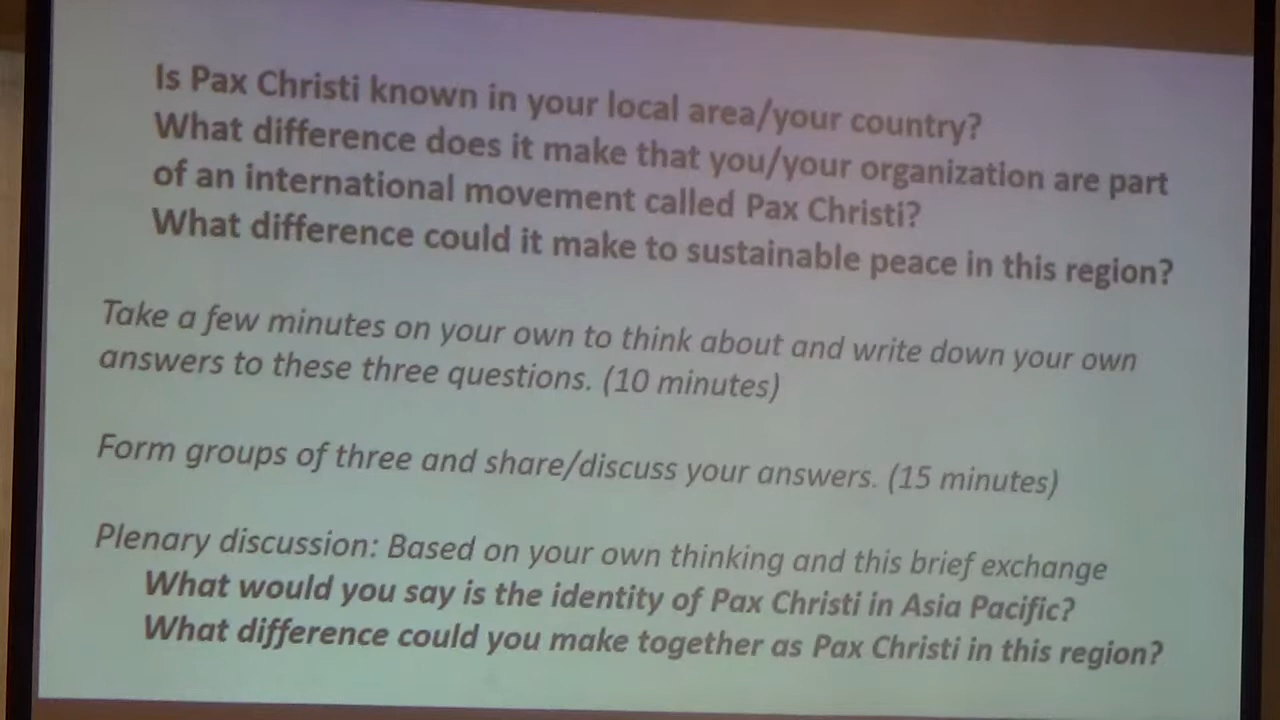 Is Pax Christi known in your local area/your country?
What difference does it make that you/your organization are part
of an international movement called Pax Christi?
What difference could it make to sustainable peace in this region?
Take a few minutes on your own to think about and write down your own
answers to these three questions. (10 minutes)
Form groups of three and share/discuss your answers. (15 minutes)
Plenary discussion: Based on your own thinking and this brief exchange
What would you say is the identity of Pax Christi in Asia Pacific?
What difference could you make together as Pax Christi in this region?